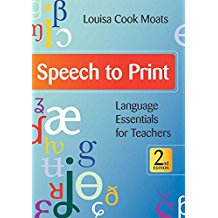 Louisa Cook Moats
Speech to Print
Language
Essentials
for Teachers
2nd
EDITION